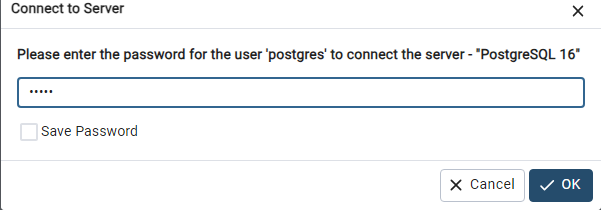 Connect to Server
Please enter the password for the user 'postgres' to connect the server - "PostgreSQL 16"
•••••
Save Password
Cancel
OK